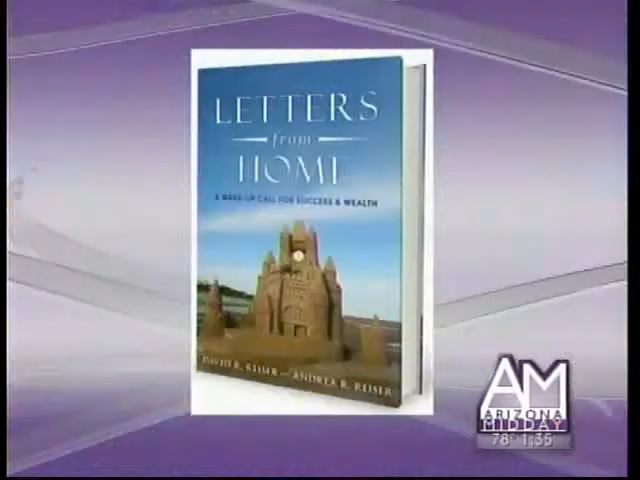 LETTERS
from
HOME
A WAKE-UP CALL FOR SUCCESS & WEALTH
DAVID R. REISER — ANDREA R. REISER
AM
ARIZONA
MIDDAY
78° 1:35